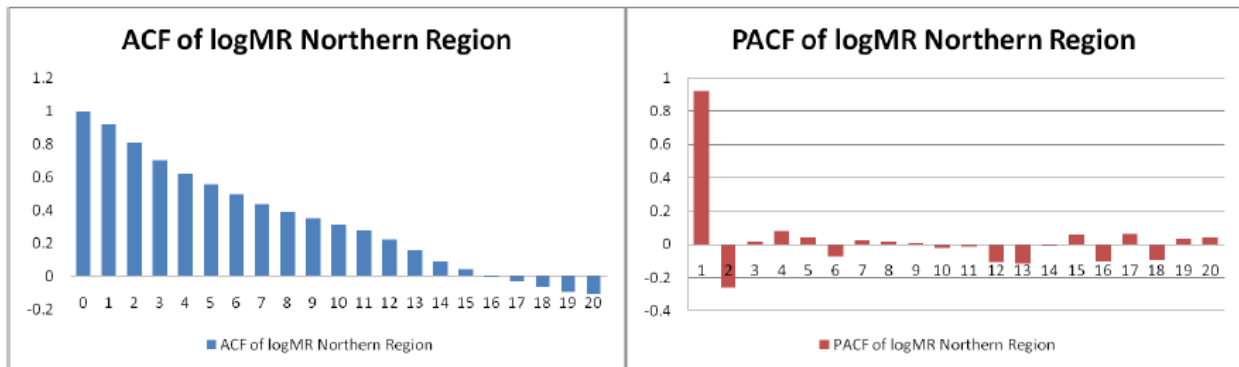 ACF of logMR Northern Region
1.2
1
0.8
0.6
0.4
0.2
0
-0.2
0 1 2 3 4 5 6 7 8 9 10 11 12 13 14 15 16 17 18 19 20
ACF of logMR Northern Region
PACF of logMR Northern Region
1
0.8
0.6
0.4
0.2
0
-0.2
-0.4
1 2 3 4 5 6 7 8 9 10 11 12 13 14 15 16 17 18 19 20
PACF of logMR Northern Region